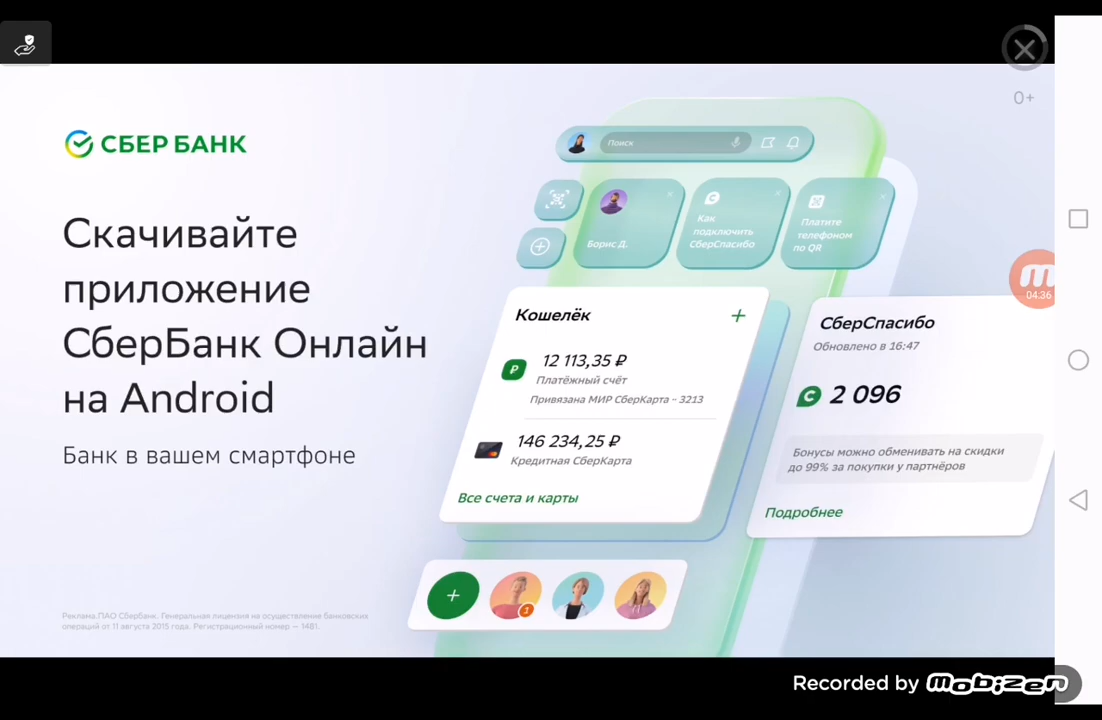 0+
СБЕР БАНК
Скачивайте
приложение
СберБанк Онлайн
на Android
Банк в вашем смартфоне
Реклама.ПАО Сбербанк. Генеральная лицензия на осуществление банковских
операций от 11 августа 2015 года. Регистрационный номер — 1481.
Поиск
Борис Д.
Как
подключить
СберСпасибо
Платите
телефоном
по QR
Кошелёк
12 113,35 ₽
Платёжный счёт
Привязана МИР СберКарта - 3213
146 234,25 ₽
Кредитная СберКарта
Все счета и карты
СберСпасибо
Обновлено в 16:47
2 096
Бонусы можно обменивать на скидки
до 99% за покупки у партнёров
Подробнее
1
04:36
Recorded by mobizen